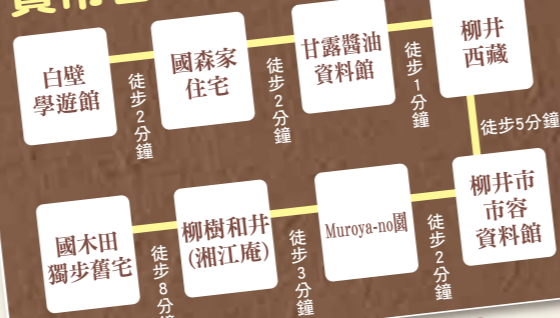 白壁
學遊館
徒步2分鐘
國森家
住宅
徒步2分鐘
甘露醬油
資料館
徒步1分鐘
柳井
西藏
徒步5分鐘
柳井市
市容
資料館
徒步2分鐘
Muroya-no園
徒步3分鐘
柳樹和井
(湘江庵)
徒步8分
國木田
獨步舊宅